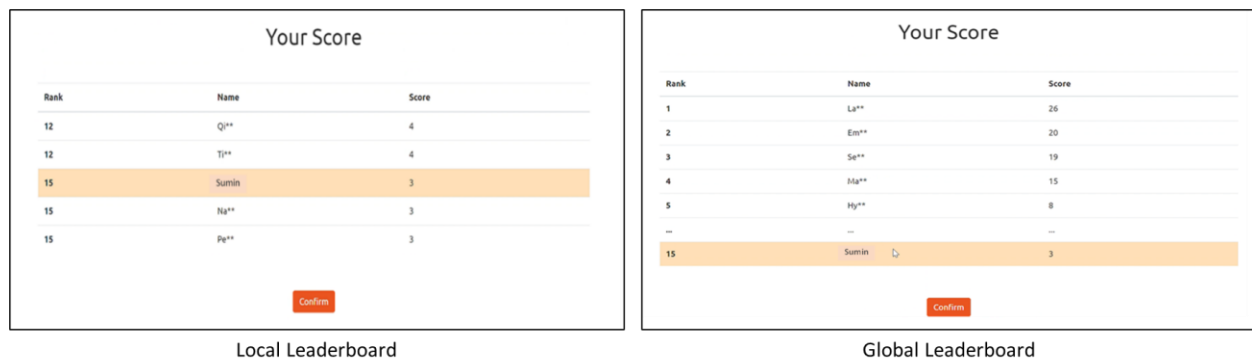 Your Score
Rank Name Score
12 Qi** 4
12 Ti** 4
15 Sumin 3
15 Na** 3
15 Pe** 3
Confirm
Local Leaderboard
Your Score
Rank Name Score
1 La** 26
2 Em** 20
3 Se** 19
4 Ma** 15
5 Hy** 8
... ... ...
15 Sumin 3
Confirm
Global Leaderboard